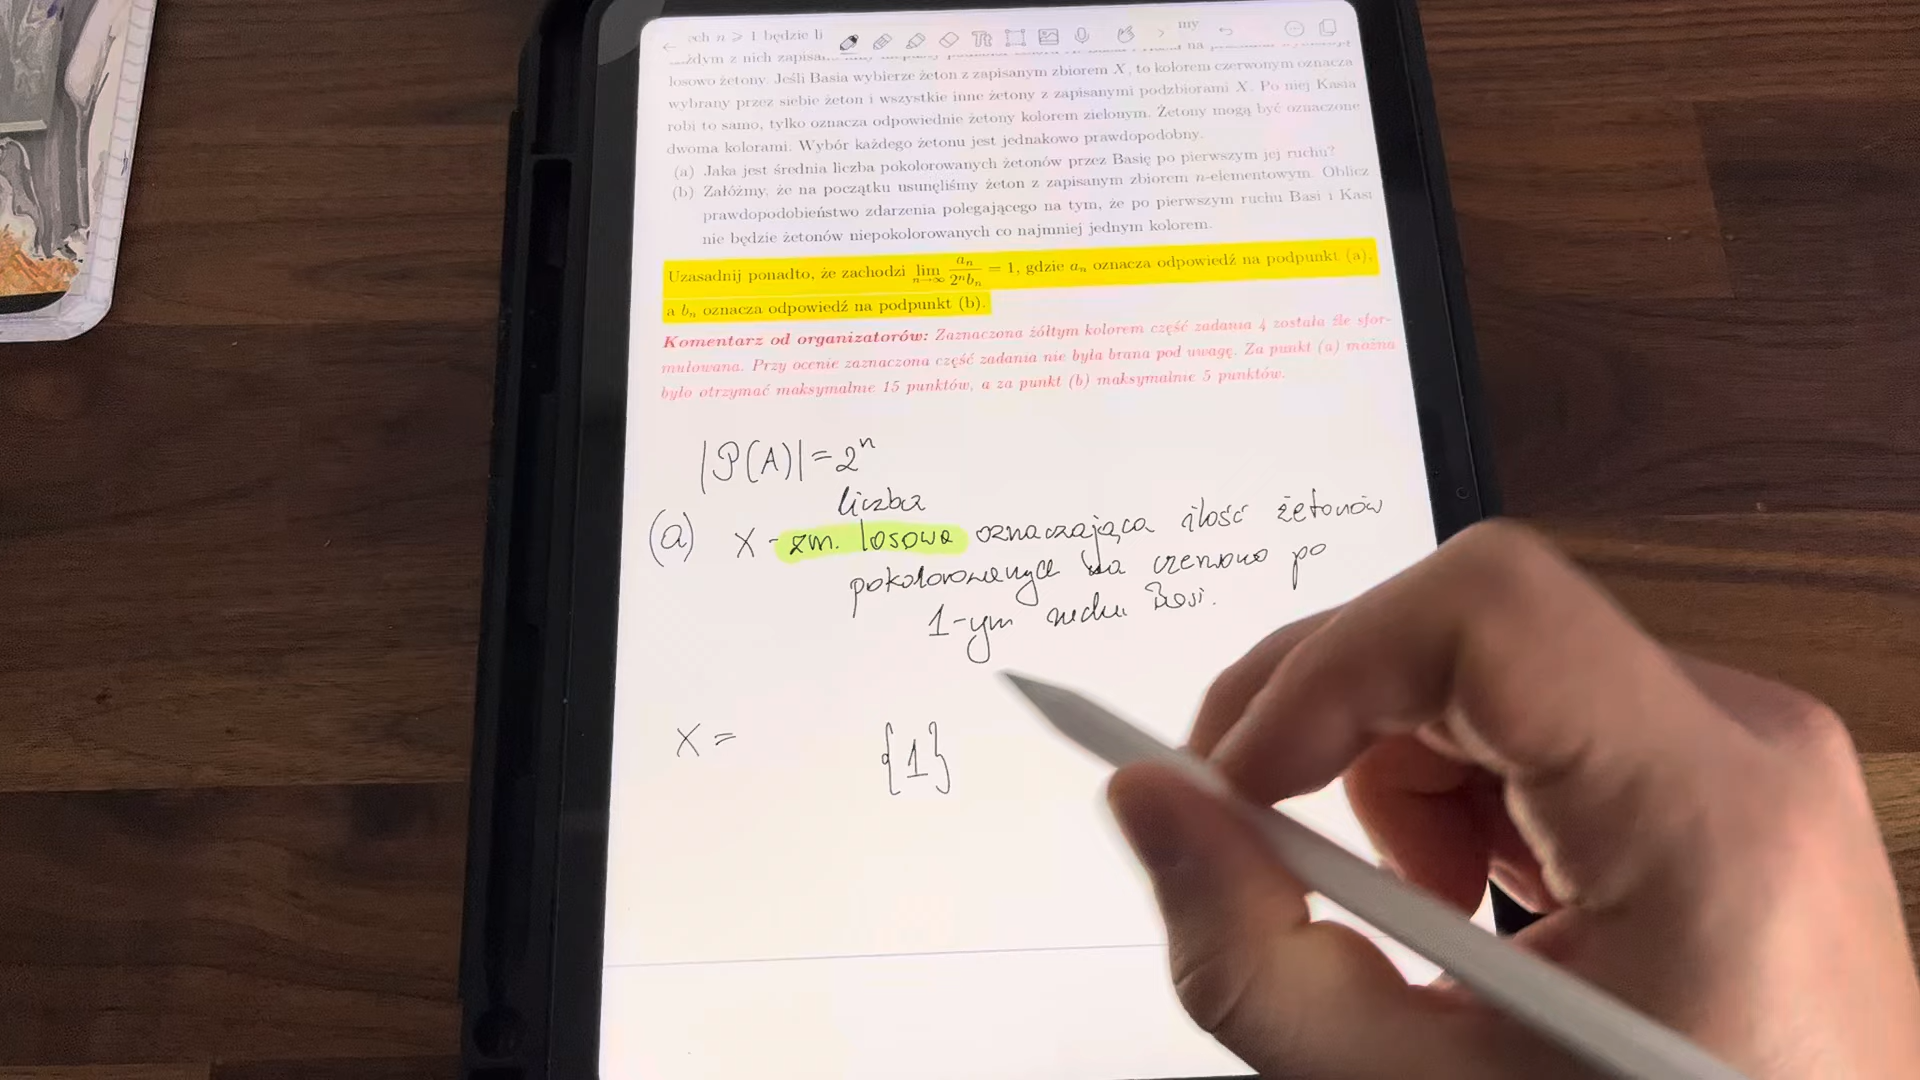 ech n ⩾ 1 będzie li my
żdym z nich zapisa na
losowo żetony. Jeśli Basia wybierze żeton z zapisanym zbiorem X, to kolorem czerwonym oznacza
wybrany przez siebie żeton i wszystkie inne żetony z zapisanymi podzbiorami X. Po niej Kasia
robi to samo, tylko oznacza odpowiednie żetony kolorem zielonym. Żetony mogą być oznaczone
dwoma kolorami. Wybór każdego żetonu jest jednakowo prawdopodobny.
(a) Jaka jest średnia liczba pokolorowanych żetonów przez Basię po pierwszym jej ruchu?
(b) Załóżmy, że na początku usunęliśmy żeton z zapisanym zbiorem n-elementowym. Oblicz
prawdopodobieństwo zdarzenia polegającego na tym, że po pierwszym ruchu Basi i Kasi
nie będzie żetonów niepokolorowanych co najmniej jednym kolorem.
Uzasadnij ponadto, że zachodzi lim n→∞ aₙ/2ⁿbₙ = 1, gdzie aₙ oznacza odpowiedź na podpunkt (a),
a bₙ oznacza odpowiedź na podpunkt (b).
Komentarz od organizatorów: Zaznaczona żółtym kolorem część zadania 4 została źle sfor-
mułowana. Przy ocenie zaznaczona część zadania nie była brana pod uwagę. Za punkt (a) można
było otrzymać maksymalnie 15 punktów, a za punkt (b) maksymalnie 5 punktów.
|P(A)| = 2ⁿ
liczba
(a) X - zm. losowa oznaczająca ilość żetonów
pokolorowanych na czerwono po
1-ym ruchu Basi.
X = {1}